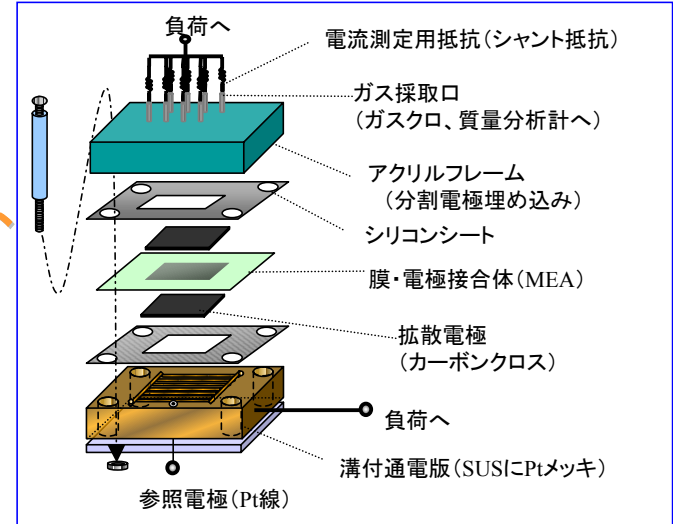 負荷へ
電流測定用抵抗（シャント抵抗）
ガス採取口
（ガスクロ、質量分析計へ）
アクリルフレーム
（分割電極埋め込み）
シリコンシート
膜・電極接合体（MEA）
拡散電極
（カーボンクロス）
負荷へ
溝付通電版（SUSにPtメッキ）
参照電極（Pt線）